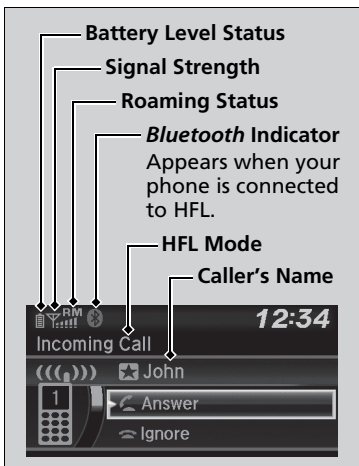 Battery Level Status
Signal Strength
Roaming Status
Bluetooth Indicator
Appears when your
phone is connected
to HFL.
HFL Mode
Caller's Name
RM
12:34
Incoming Call
John
1
Answer
Ignore